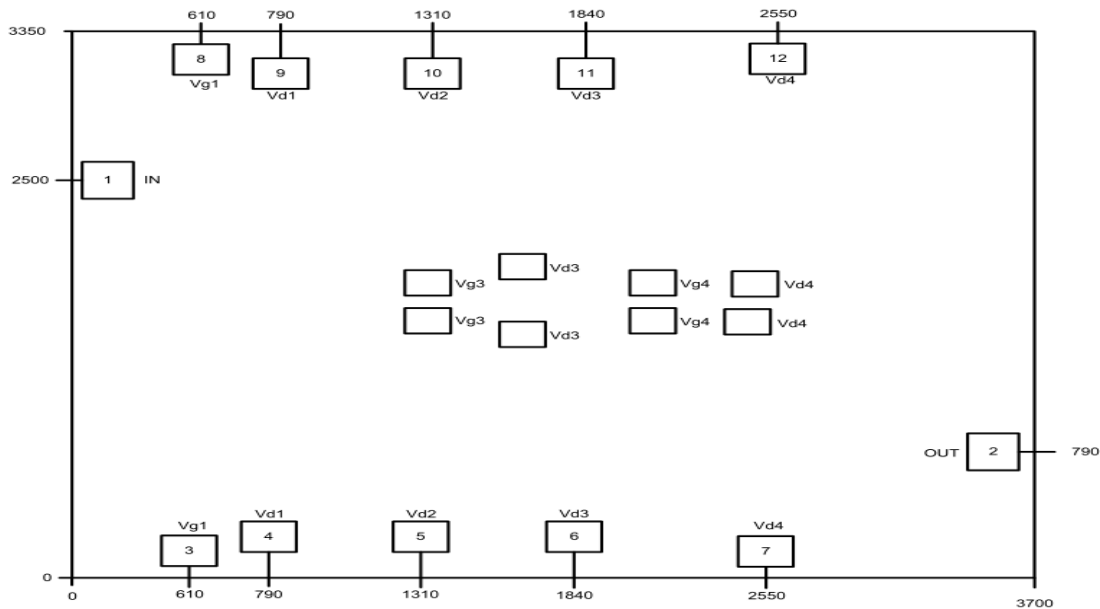 610 790 1310 1840 2550
3350
8 9 10 11 12
Vg1 Vd1 Vd2 Vd3 Vd4
2500 1 IN
Vd3
Vg3 Vg4 Vd4
Vg3 Vg4 Vd4
Vd3
OUT 2 790
Vg1 Vd1 Vd2 Vd3 Vd4
3 4 5 6 7
0
0 610 790 1310 1840 2550 3700